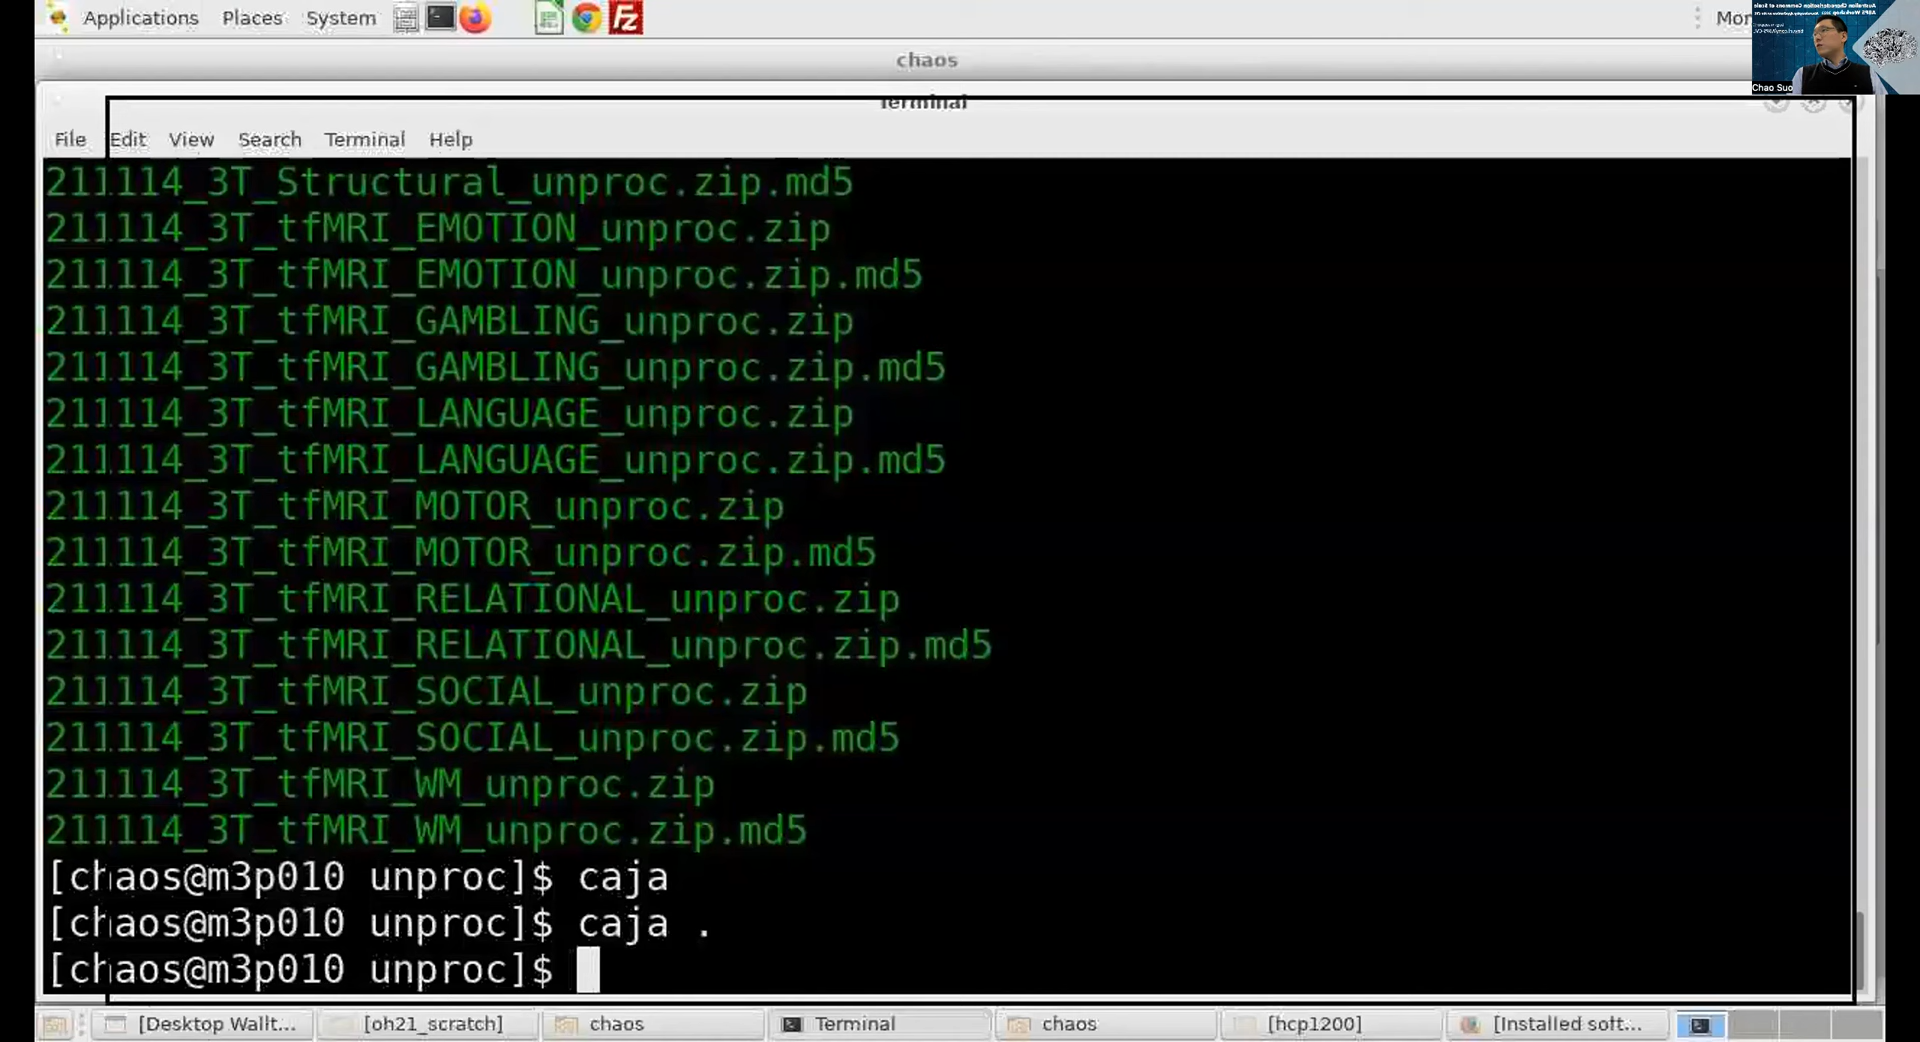 Applications Places System
Chao Suo
chaos
Terminal
File Edit View Search Terminal Help
211114_3T_Structural_unproc.zip.md5
211114_3T_tfMRI_EMOTION_unproc.zip
211114_3T_tfMRI_EMOTION_unproc.zip.md5
211114_3T_tfMRI_GAMBLING_unproc.zip
211114_3T_tfMRI_GAMBLING_unproc.zip.md5
211114_3T_tfMRI_LANGUAGE_unproc.zip
211114_3T_tfMRI_LANGUAGE_unproc.zip.md5
211114_3T_tfMRI_MOTOR_unproc.zip
211114_3T_tfMRI_MOTOR_unproc.zip.md5
211114_3T_tfMRI_RELATIONAL_unproc.zip
211114_3T_tfMRI_RELATIONAL_unproc.zip.md5
211114_3T_tfMRI_SOCIAL_unproc.zip
211114_3T_tfMRI_SOCIAL_unproc.zip.md5
211114_3T_tfMRI_WM_unproc.zip
211114_3T_tfMRI_WM_unproc.zip.md5
[chaos@m3p010 unproc]$ caja
[chaos@m3p010 unproc]$ caja .
[chaos@m3p010 unproc]$
[Desktop Wallt... [oh21_scratch] chaos Terminal chaos [hcp1200] [Installed soft...